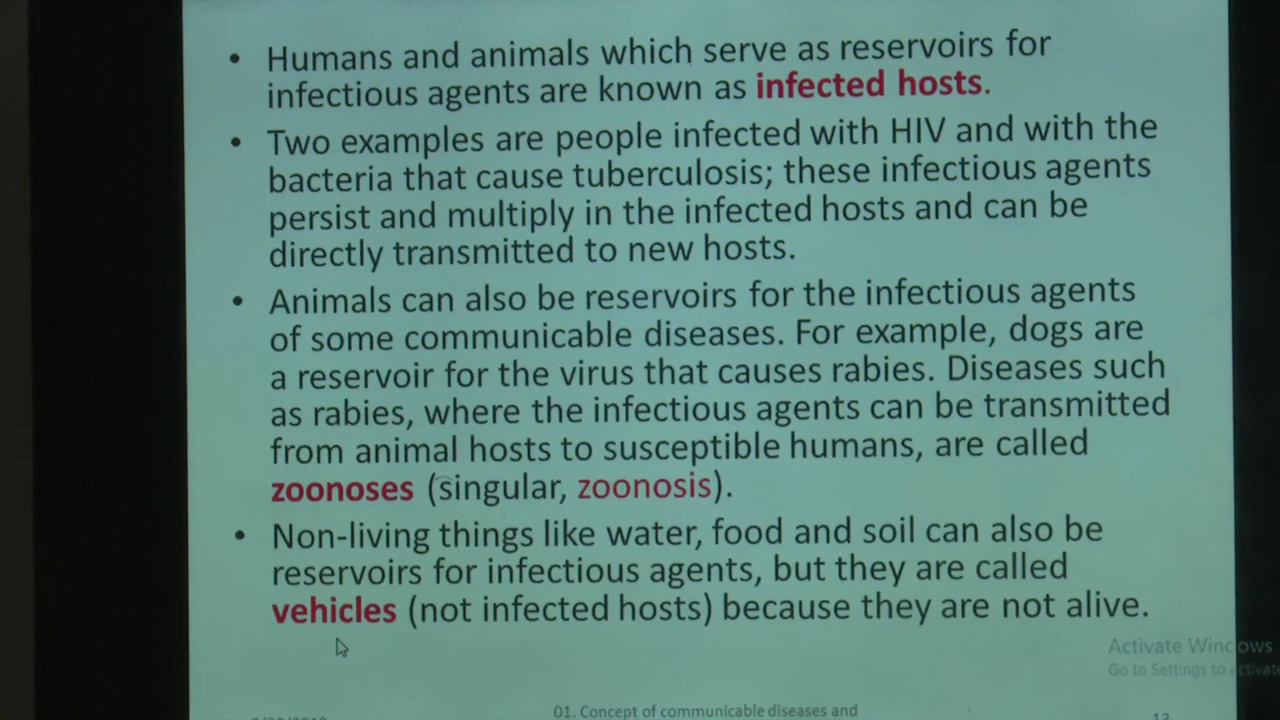 • Humans and animals which serve as reservoirs for
infectious agents are known as infected hosts.
• Two examples are people infected with HIV and with the
bacteria that cause tuberculosis; these infectious agents
persist and multiply in the infected hosts and can be
directly transmitted to new hosts.
• Animals can also be reservoirs for the infectious agents
of some communicable diseases. For example, dogs are
a reservoir for the virus that causes rabies. Diseases such
as rabies, where the infectious agents can be transmitted
from animal hosts to susceptible humans, are called
zoonoses (singular, zoonosis).
• Non-living things like water, food and soil can also be
reservoirs for infectious agents, but they are called
vehicles (not infected hosts) because they are not alive.
Activate Windows
Go to Settings to activate
01. Concept of communicable diseases and